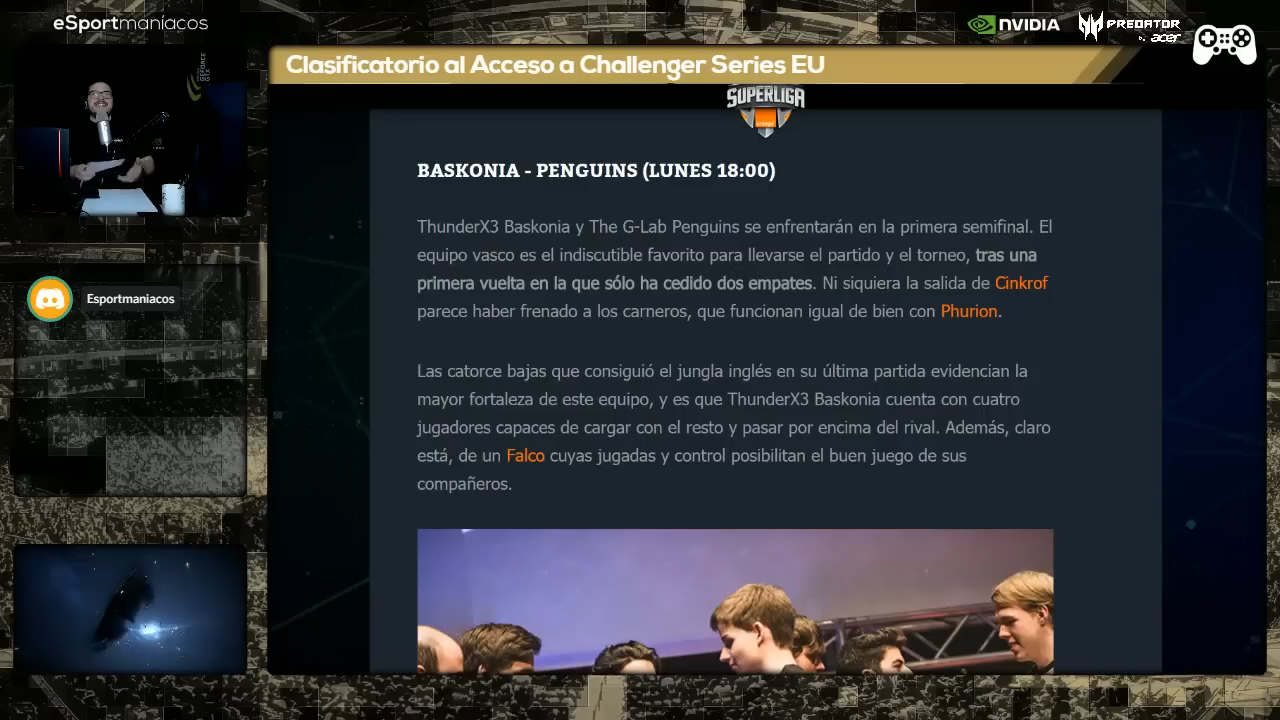 eSportmaníacos
NVIDIA
PREDATOR
acer
Clasificatorio al Acceso a Challenger Series EU
SUPERLIGA
BASKONIA - PENGUINS (LUNES 18:00)
ThunderX3 Baskonia y The G-Lab Penguins se enfrentarán en la primera semifinal. El
equipo vasco es el indiscutible favorito para llevarse el partido y el torneo, tras una
primera vuelta en la que sólo ha cedido dos empates. Ni siquiera la salida de Cinkrof
parece haber frenado a los carneros, que funcionan igual de bien con Phurion.
Las catorce bajas que consiguió el jungla inglés en su última partida evidencian la
mayor fortaleza de este equipo, y es que ThunderX3 Baskonia cuenta con cuatro
jugadores capaces de cargar con el resto y pasar por encima del rival. Además, claro
está, de un Falco cuyas jugadas y control posibilitan el buen juego de sus
compañeros.
Esportmaniacos